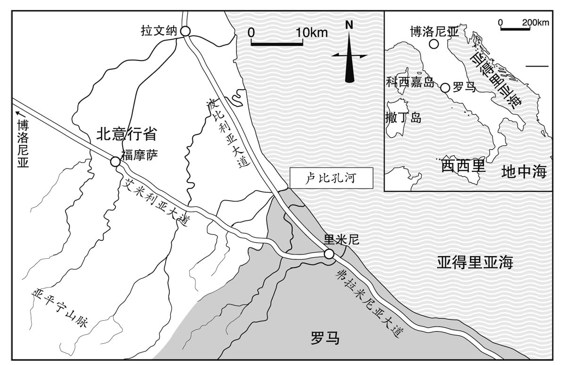 拉文纳
0 10km
N
0 200km
博洛尼亚
亚得里亚海
科西嘉岛
罗马
撒丁岛
西西里
地中海
波比利亚大道
北意行省
博洛尼亚
福摩萨
艾米利亚大道
卢比孔河
里米尼
亚得里亚海
弗拉米尼亚大道
亚平宁山脉
罗马